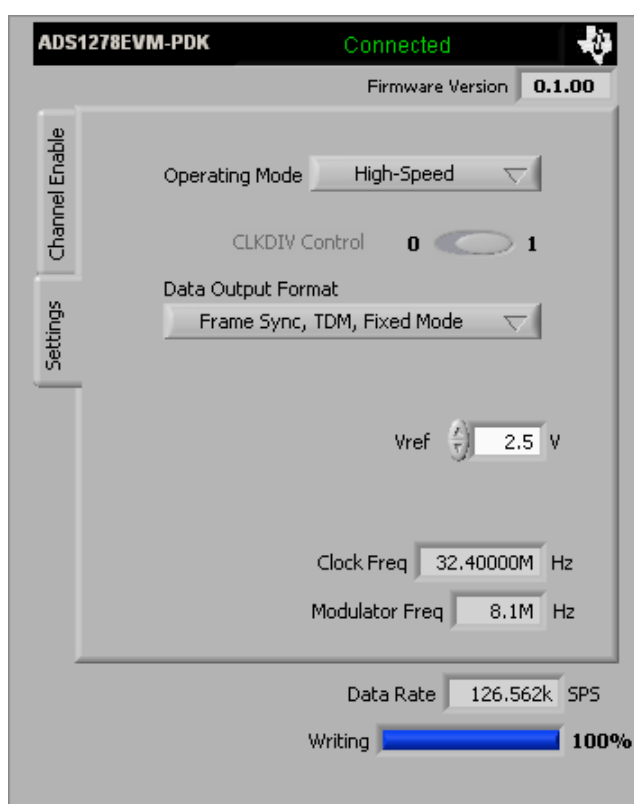 ADS1278EVM-PDK Connected
Firmware Version 0.1.00
Channel Enable
Operating Mode High-Speed
CLKDIV Control 0 1
Data Output Format
Frame Sync, TDM, Fixed Mode
Settings
Vref 2.5 V
Clock Freq 32.40000M Hz
Modulator Freq 8.1M Hz
Data Rate 126.562k SPS
Writing 100%